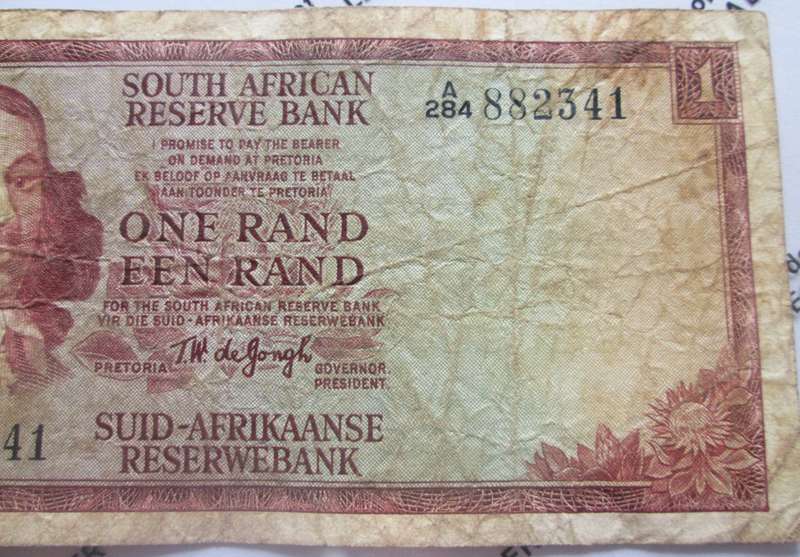 SOUTH AFRICAN
RESERVE BANK
A
284 882341
1
I PROMISE TO PAY THE BEARER
ON DEMAND AT PRETORIA
EK BELOOF OP AANVRAAG TE BETAAL
AAN TOONDER TE PRETORIA
ONE RAND
EEN RAND
FOR THE SOUTH AFRICAN RESERVE BANK
VIR DIE SUID-AFRIKAANSE RESERWEBANK
T.W. de Jongh
PRETORIA GOVERNOR.
PRESIDENT.
41
SUID-AFRIKAANSE
RESERWEBANK